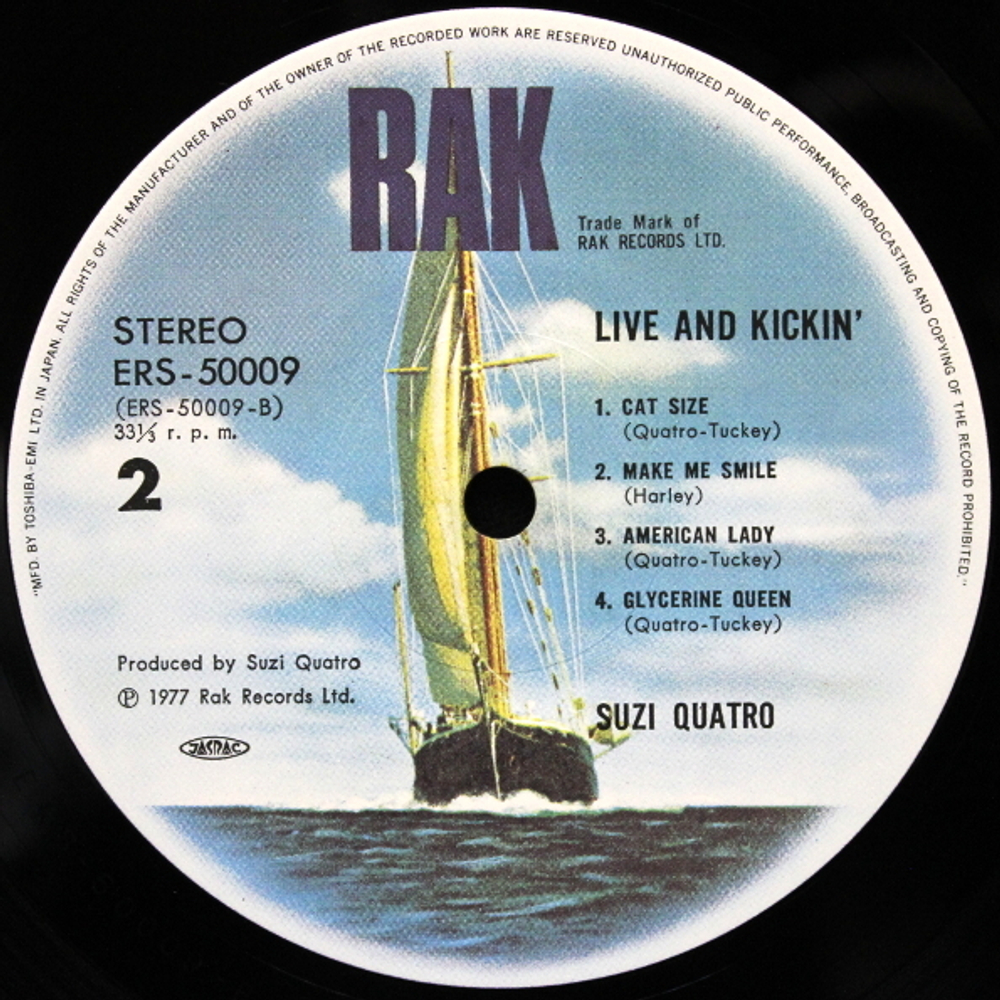 "MFD. BY TOSHIBA-EMI LTD. IN JAPAN. ALL RIGHTS OF THE MANUFACTURER AND OF THE OWNER OF THE RECORDED WORK ARE RESERVED UNAUTHORIZED PUBLIC PERFORMANCE, BROADCASTING AND COPYING OF THE RECORD PROHIBITED."
RAK
Trade Mark of
RAK RECORDS LTD.
STEREO
ERS-50009
(ERS-50009-B)
33⅓ r. p. m.
2
LIVE AND KICKIN'
1. CAT SIZE
(Quatro-Tuckey)
2. MAKE ME SMILE
(Harley)
3. AMERICAN LADY
(Quatro-Tuckey)
4. GLYCERINE QUEEN
(Quatro-Tuckey)
Produced by Suzi Quatro
℗ 1977 Rak Records Ltd.
JASRAC
SUZI QUATRO